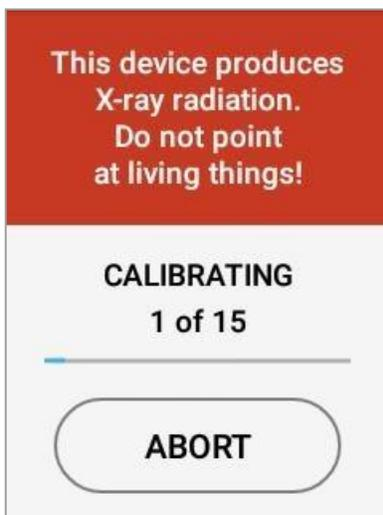 This device produces
X-ray radiation.
Do not point
at living things!
CALIBRATING
1 of 15
ABORT